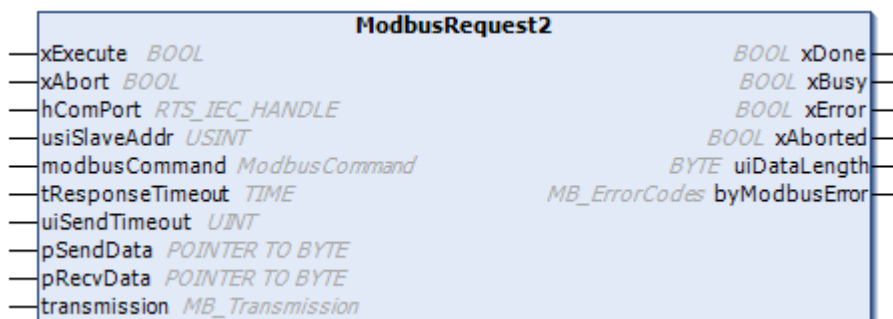 ModbusRequest2
xExecute BOOL BOOL xDone
xAbort BOOL BOOL xBusy
hComPort RTS_IEC_HANDLE BOOL xError
usiSlaveAddr USINT BOOL xAborted
modbusCommand ModbusCommand BYTE uiDataLength
tResponseTimeout TIME MB_ErrorCodes byModbusError
uiSendTimeout UINT
pSendData POINTER TO BYTE
pRecvData POINTER TO BYTE
transmission MB_Transmission